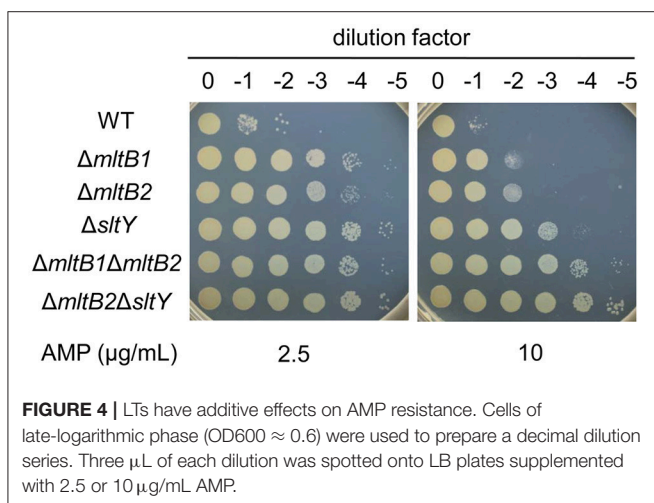 dilution factor
0 -1 -2 -3 -4 -5 0 -1 -2 -3 -4 -5
WT
ΔmltB1
ΔmltB2
ΔsltY
ΔmltB1ΔmltB2
ΔmltB2ΔsltY
AMP (μg/mL) 2.5 10
FIGURE 4 | LTs have additive effects on AMP resistance. Cells of
late-logarithmic phase (OD600 ≈ 0.6) were used to prepare a decimal dilution
series. Three μL of each dilution was spotted onto LB plates supplemented
with 2.5 or 10 μg/mL AMP.